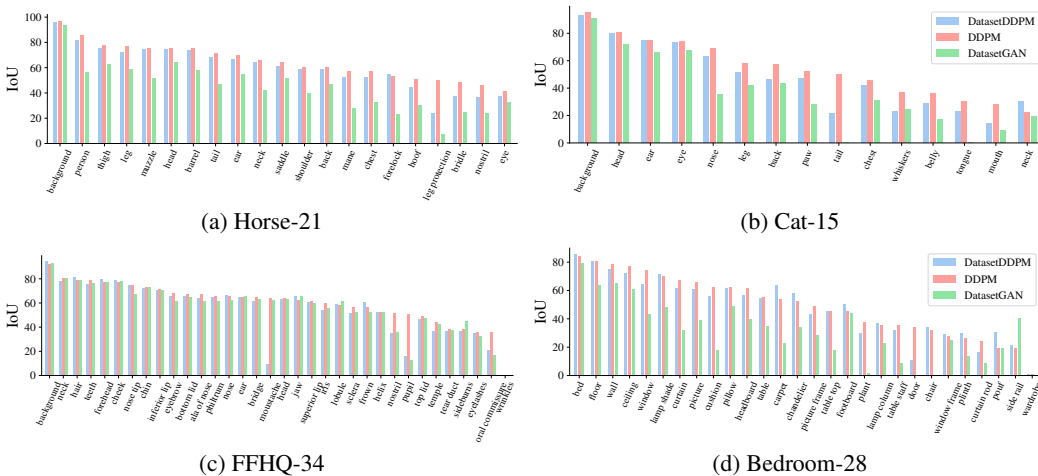 100
80
60
40
20
0
IoU
background
person
thigh
leg
muzzle
head
barrel
tail
ear
neck
saddle
shoulder
back
mane
chest
forelock
hoof
leg protection
bridle
nostril
eye
(a) Horse-21
80
60
40
20
0
IoU
DatasetDDPM
DDPM
DatasetGAN
background
head
ear
eye
nose
leg
back
paw
tail
chest
whiskers
belly
tongue
mouth
neck
(b) Cat-15
80
60
40
20
0
IoU
background
neck
hair
teeth
forehead
cheek
nose tip
chin
inferior lip
eyebrow
bottom lid
ala of nose
philtrum
nose
ear
bridge
moustache
head
jaw
superior lip
iris
lobule
sclera
frown
helix
nostril
pupil
top lid
temple
tear duct
sideburns
eyelashes
oral commissure
wrinkles
(c) FFHQ-34
80
60
40
20
0
IoU
DatasetDDPM
DDPM
DatasetGAN
bed
floor
wall
ceiling
window
lamp shade
curtain
picture
cushion
pillow
headboard
table
carpet
chandelier
picture frame
table top
footboard
plant
lamp column
table stuff
door
chair
window frame
plinth
curtain rod
pouf
side rail
wardrobe
(d) Bedroom-28